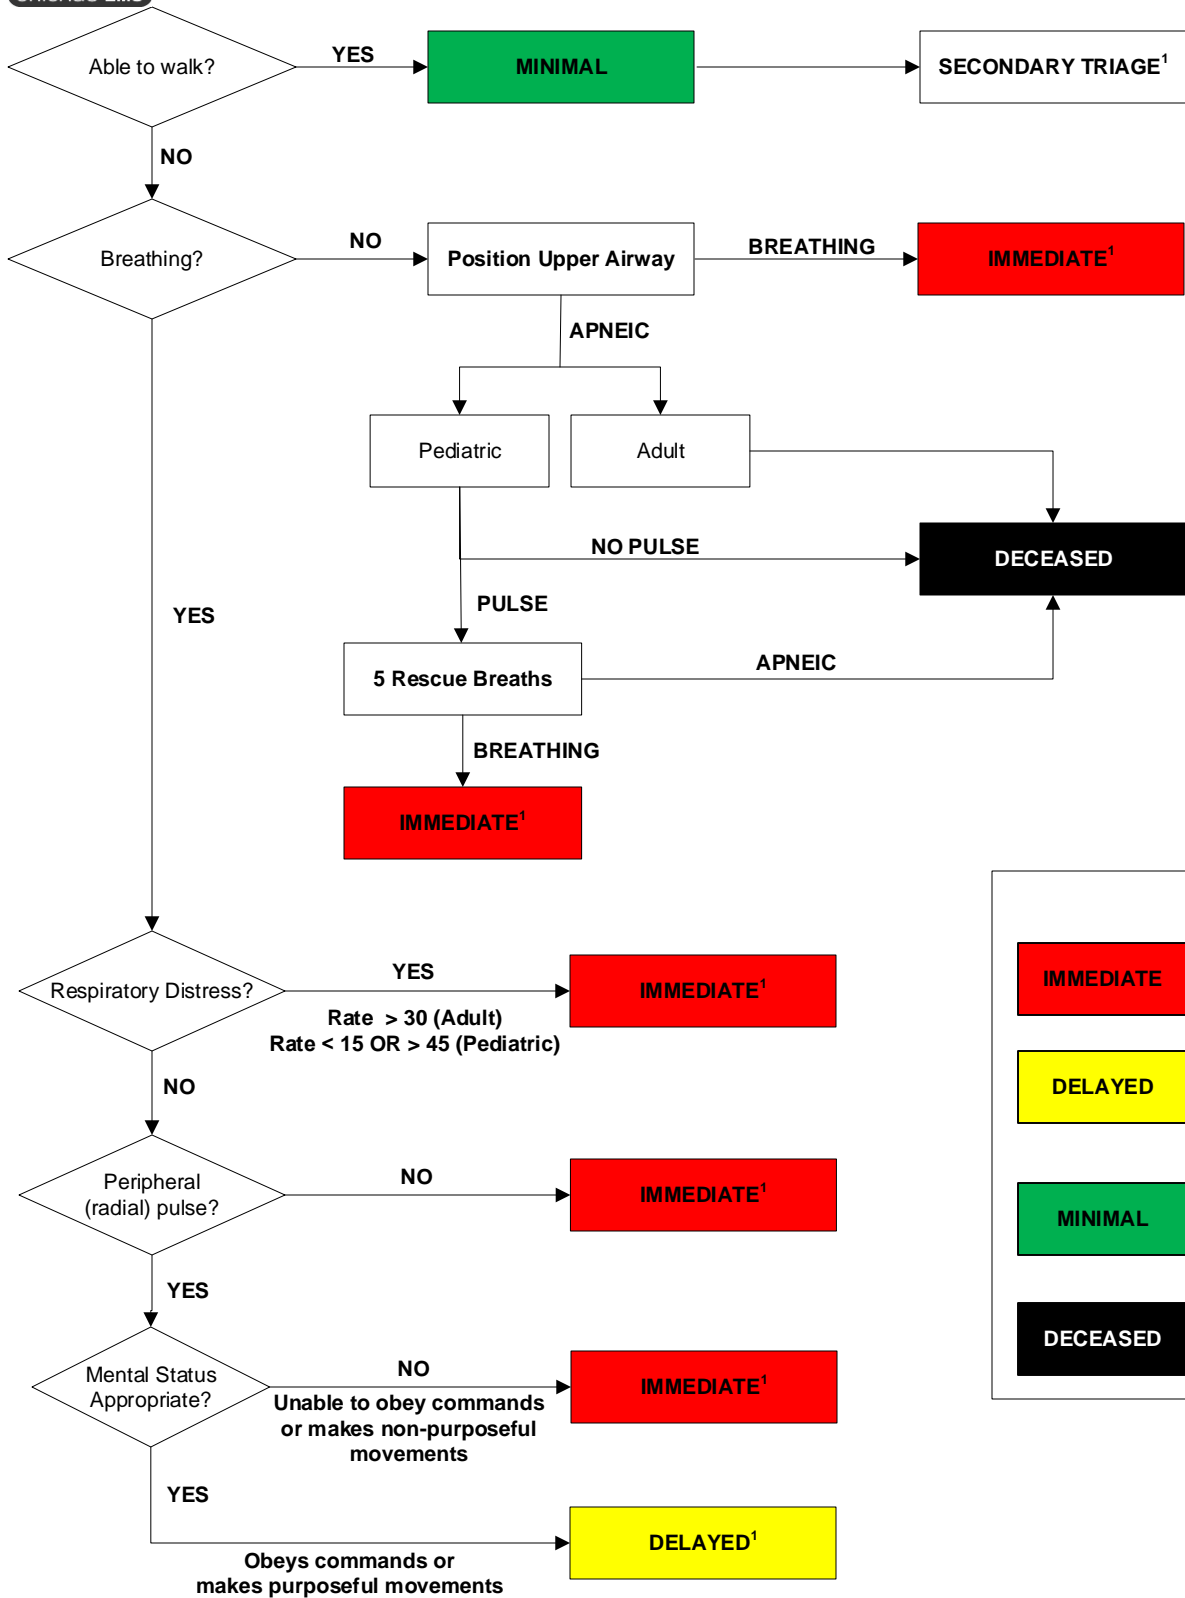 Able to walk?
YES
MINIMAL
SECONDARY TRIAGE¹
NO
Breathing?
NO
Position Upper Airway
BREATHING
IMMEDIATE¹
APNEIC
Pediatric
Adult
NO PULSE
DECEASED
PULSE
YES
5 Rescue Breaths
APNEIC
BREATHING
IMMEDIATE¹
Respiratory Distress?
YES
Rate > 30 (Adult)
Rate < 15 OR > 45 (Pediatric)
IMMEDIATE¹
NO
Peripheral
(radial) pulse?
NO
IMMEDIATE¹
YES
Mental Status
Appropriate?
NO
Unable to obey commands
or makes non-purposeful
movements
IMMEDIATE¹
YES
Obeys commands or
makes purposeful movements
DELAYED¹
IMMEDIATE
DELAYED
MINIMAL
DECEASED